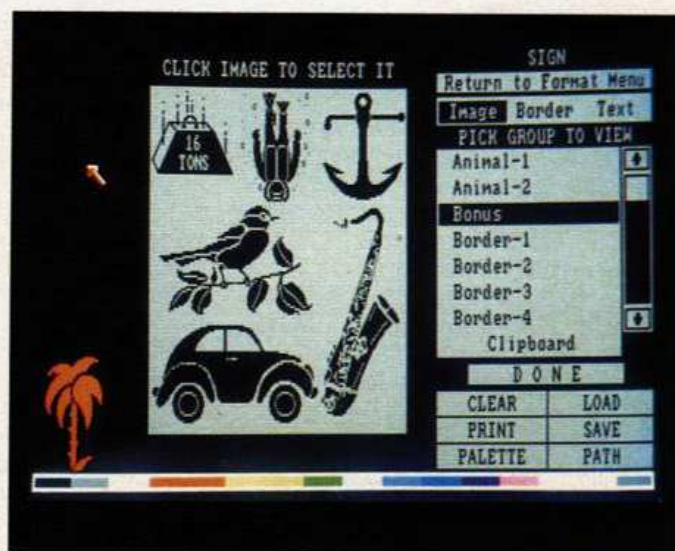 CLICK IMAGE TO SELECT IT
16
TONS
SIGN
Return to Format Menu
Image Border Text
PICK GROUP TO VIEW
Animal-1
Animal-2
Bonus
Border-1
Border-2
Border-3
Border-4
Clipboard
DONE
CLEAR LOAD
PRINT SAVE
PALETTE PATH